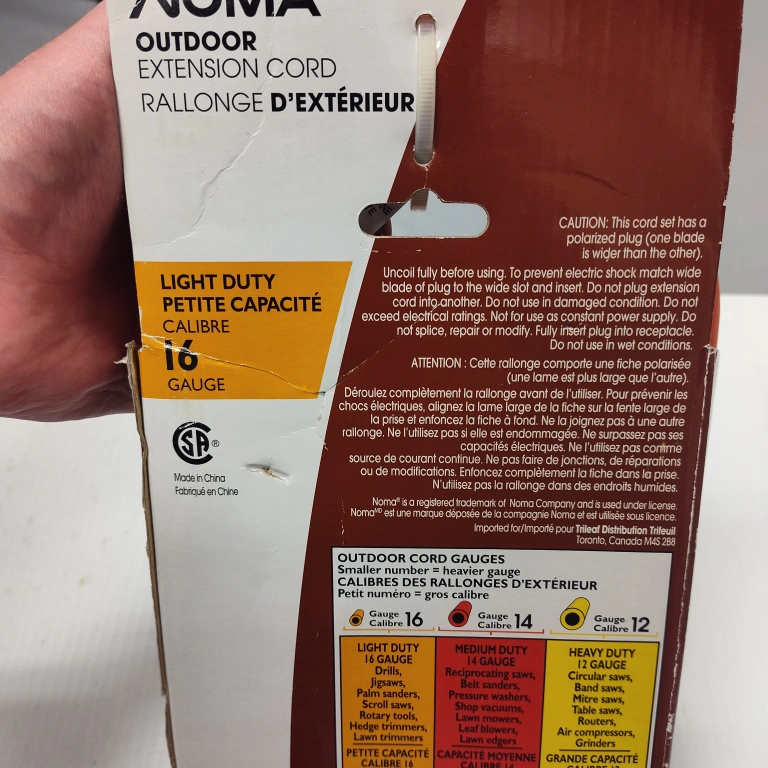 NOMA
OUTDOOR
EXTENSION CORD
RALLONGE D'EXTÉRIEUR
LIGHT DUTY
PETITE CAPACITÉ
CALIBRE
16
GAUGE
CSA®
Made in China
Fabriqué en Chine
CAUTION: This cord set has a
polarized plug (one blade
is wider than the other).
Uncoil fully before using. To prevent electric shock match wide
blade of plug to the wide slot and insert. Do not plug extension
cord into another. Do not use in damaged condition. Do not
exceed electrical ratings. Not for use as constant power supply. Do
not splice, repair or modify. Fully insert plug into receptacle.
Do not use in wet conditions.
ATTENTION : Cette rallonge comporte une fiche polarisée
(une lame est plus large que l'autre).
Déroulez complètement la rallonge avant de l'utiliser. Pour prévenir les
chocs électriques, alignez la lame large de la fiche sur la fente large de
la prise et enfoncez la fiche à fond. Ne la joignez pas à une autre
rallonge. Ne l'utilisez pas si elle est endommagée. Ne surpassez pas ses
capacités électriques. Ne l'utilisez pas comme
source de courant continue. Ne pas faire de jonctions, de réparations
ou de modifications. Enfoncez complètement la fiche dans la prise.
N'utilisez pas la rallonge dans des endroits humides.
Noma® is a registered trademark of Noma Company and is used under license.
Noma MD est une marque déposée de la compagnie Noma et est utilisée sous licence.
Imported for/Importé pour Trileaf Distribution Trifeuil
Toronto, Canada M4S 2B8
OUTDOOR CORD GAUGES
Smaller number = heavier gauge
CALIBRES DES RALLONGES D'EXTÉRIEUR
Petit numéro = gros calibre
Gauge
Calibre 16
Gauge
Calibre 14
Gauge
Calibre 12
LIGHT DUTY
16 GAUGE
Drills,
Jigsaws,
Palm sanders,
Scroll saws,
Rotary tools,
Hedge trimmers,
Lawn trimmers
PETITE CAPACITÉ
CALIBRE 16
MEDIUM DUTY
14 GAUGE
Reciprocating saws,
Belt sanders,
Pressure washers,
Shop vacuums,
Lawn mowers,
Leaf blowers,
Lawn edgers
CAPACITÉ MOYENNE
CALIBRE 14
HEAVY DUTY
12 GAUGE
Circular saws,
Band saws,
Mitre saws,
Table saws,
Routers,
Air compressors,
Grinders
GRANDE CAPACITÉ
CALIBRE 12